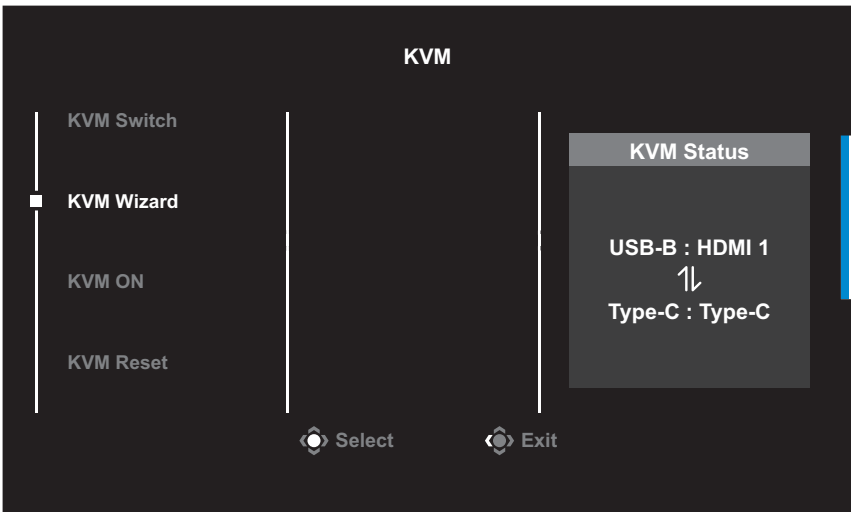 KVM
KVM Switch
KVM Wizard
KVM ON
KVM Reset
KVM Status
USB-B : HDMI 1
Type-C : Type-C
Select
Exit